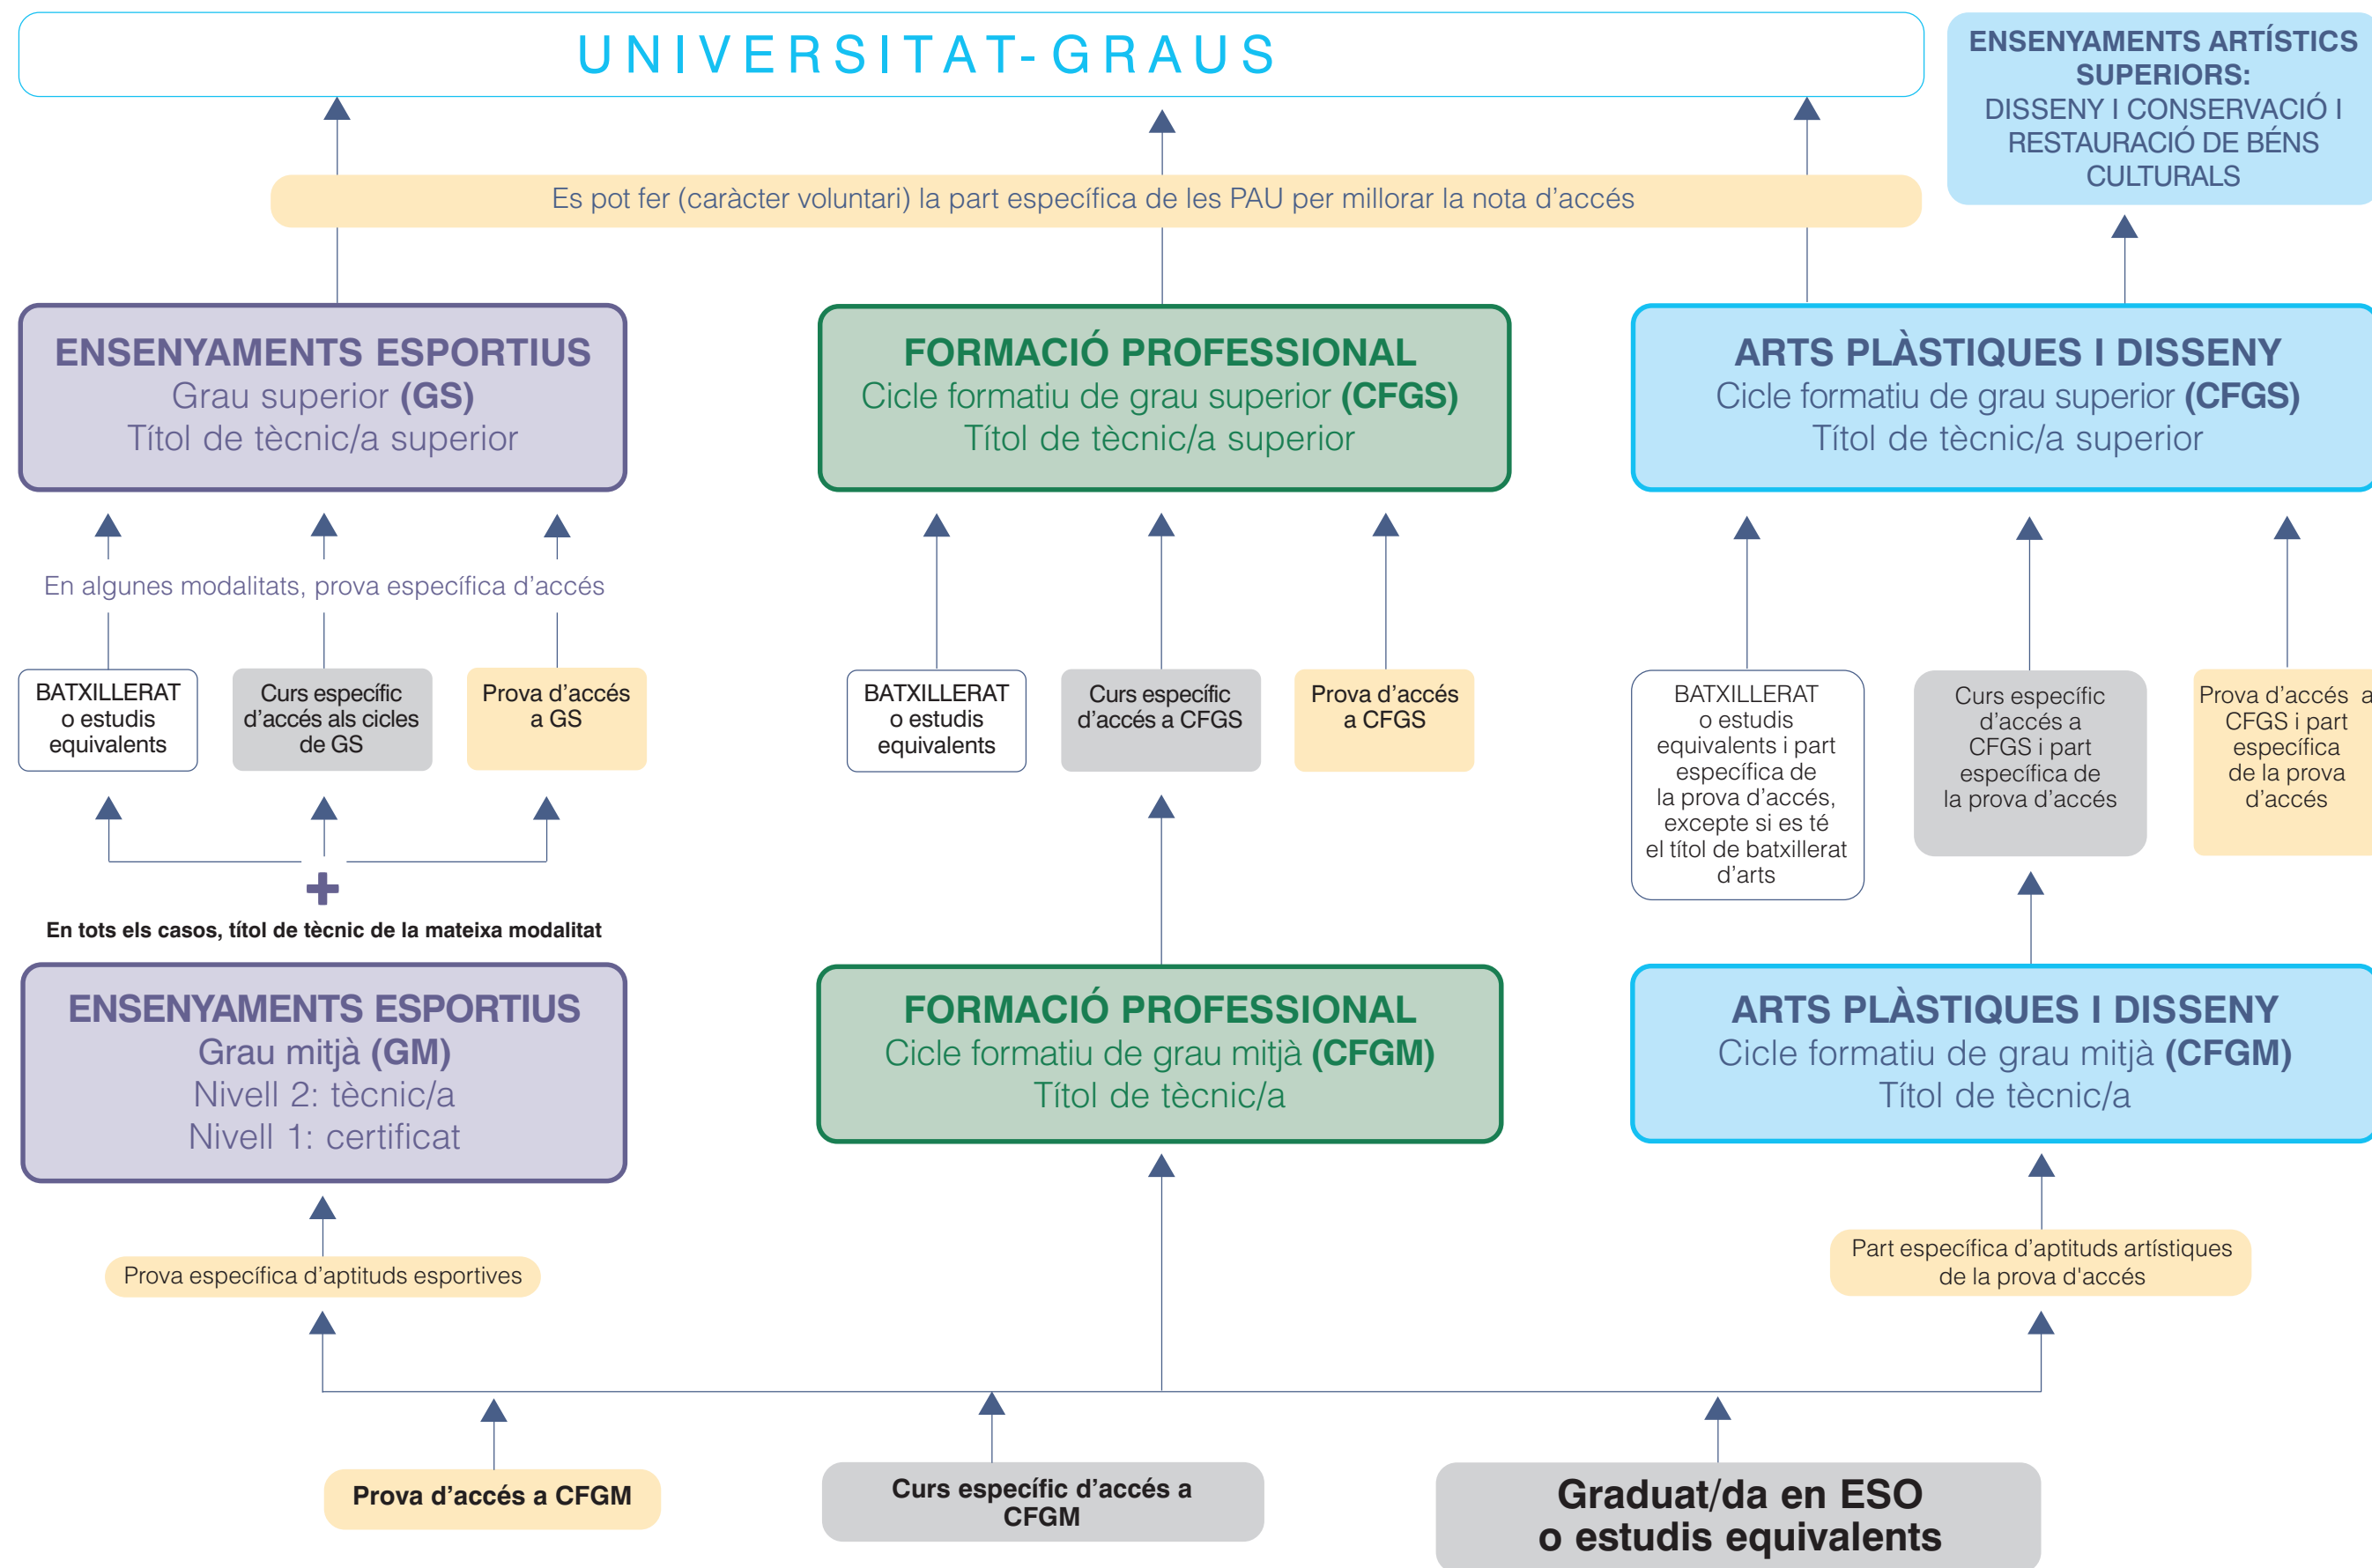 UNIVERSITAT-GRAUS
ENSENYAMENTS ARTÍSTICS
SUPERIORS:
DISSENY I CONSERVACIÓ I
RESTAURACIÓ DE BÉNS
CULTURALS
Es pot fer (caràcter voluntari) la part específica de les PAU per millorar la nota d’accés
ENSENYAMENTS ESPORTIUS
Grau superior (GS)
Títol de tècnic/a superior
FORMACIÓ PROFESSIONAL
Cicle formatiu de grau superior (CFGS)
Títol de tècnic/a superior
ARTS PLÀSTIQUES I DISSENY
Cicle formatiu de grau superior (CFGS)
Títol de tècnic/a superior
En algunes modalitats, prova específica d’accés
BATXILLERAT
o estudis
equivalents
Curs específic
d’accés als cicles
de GS
Prova d’accés
a GS
BATXILLERAT
o estudis
equivalents
Curs específic
d’accés a CFGS
Prova d’accés
a CFGS
BATXILLERAT
o estudis
equivalents i part
específica de
la prova d’accés,
excepte si es té
el títol de batxillerat
d’arts
Curs específic
d’accés a
CFGS i part
específica de
la prova d’accés
Prova d’accés a
CFGS i part
específica
de la prova
d’accés
En tots els casos, títol de tècnic de la mateixa modalitat
ENSENYAMENTS ESPORTIUS
Grau mitjà (GM)
Nivell 2: tècnic/a
Nivell 1: certificat
FORMACIÓ PROFESSIONAL
Cicle formatiu de grau mitjà (CFGM)
Títol de tècnic/a
ARTS PLÀSTIQUES I DISSENY
Cicle formatiu de grau mitjà (CFGM)
Títol de tècnic/a
Prova específica d’aptituds esportives
Part específica d’aptituds artístiques
de la prova d'accés
Prova d’accés a CFGM
Curs específic d’accés a
CFGM
Graduat/da en ESO
o estudis equivalents